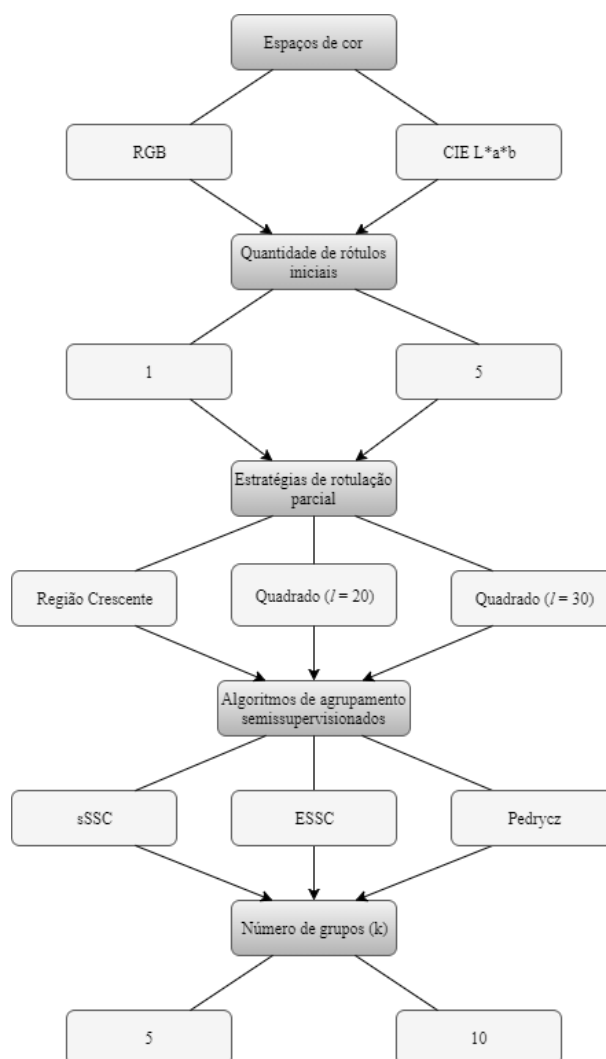 Espaços de cor
RGB
CIE L*a*b
Quantidade de rótulos
iniciais
1
5
Estratégias de rotulação
parcial
Região Crescente
Quadrado (l = 20)
Quadrado (l = 30)
Algoritmos de agrupamento
semissupervisionados
sSSC
ESSC
Pedrycz
Número de grupos (k)
5
10